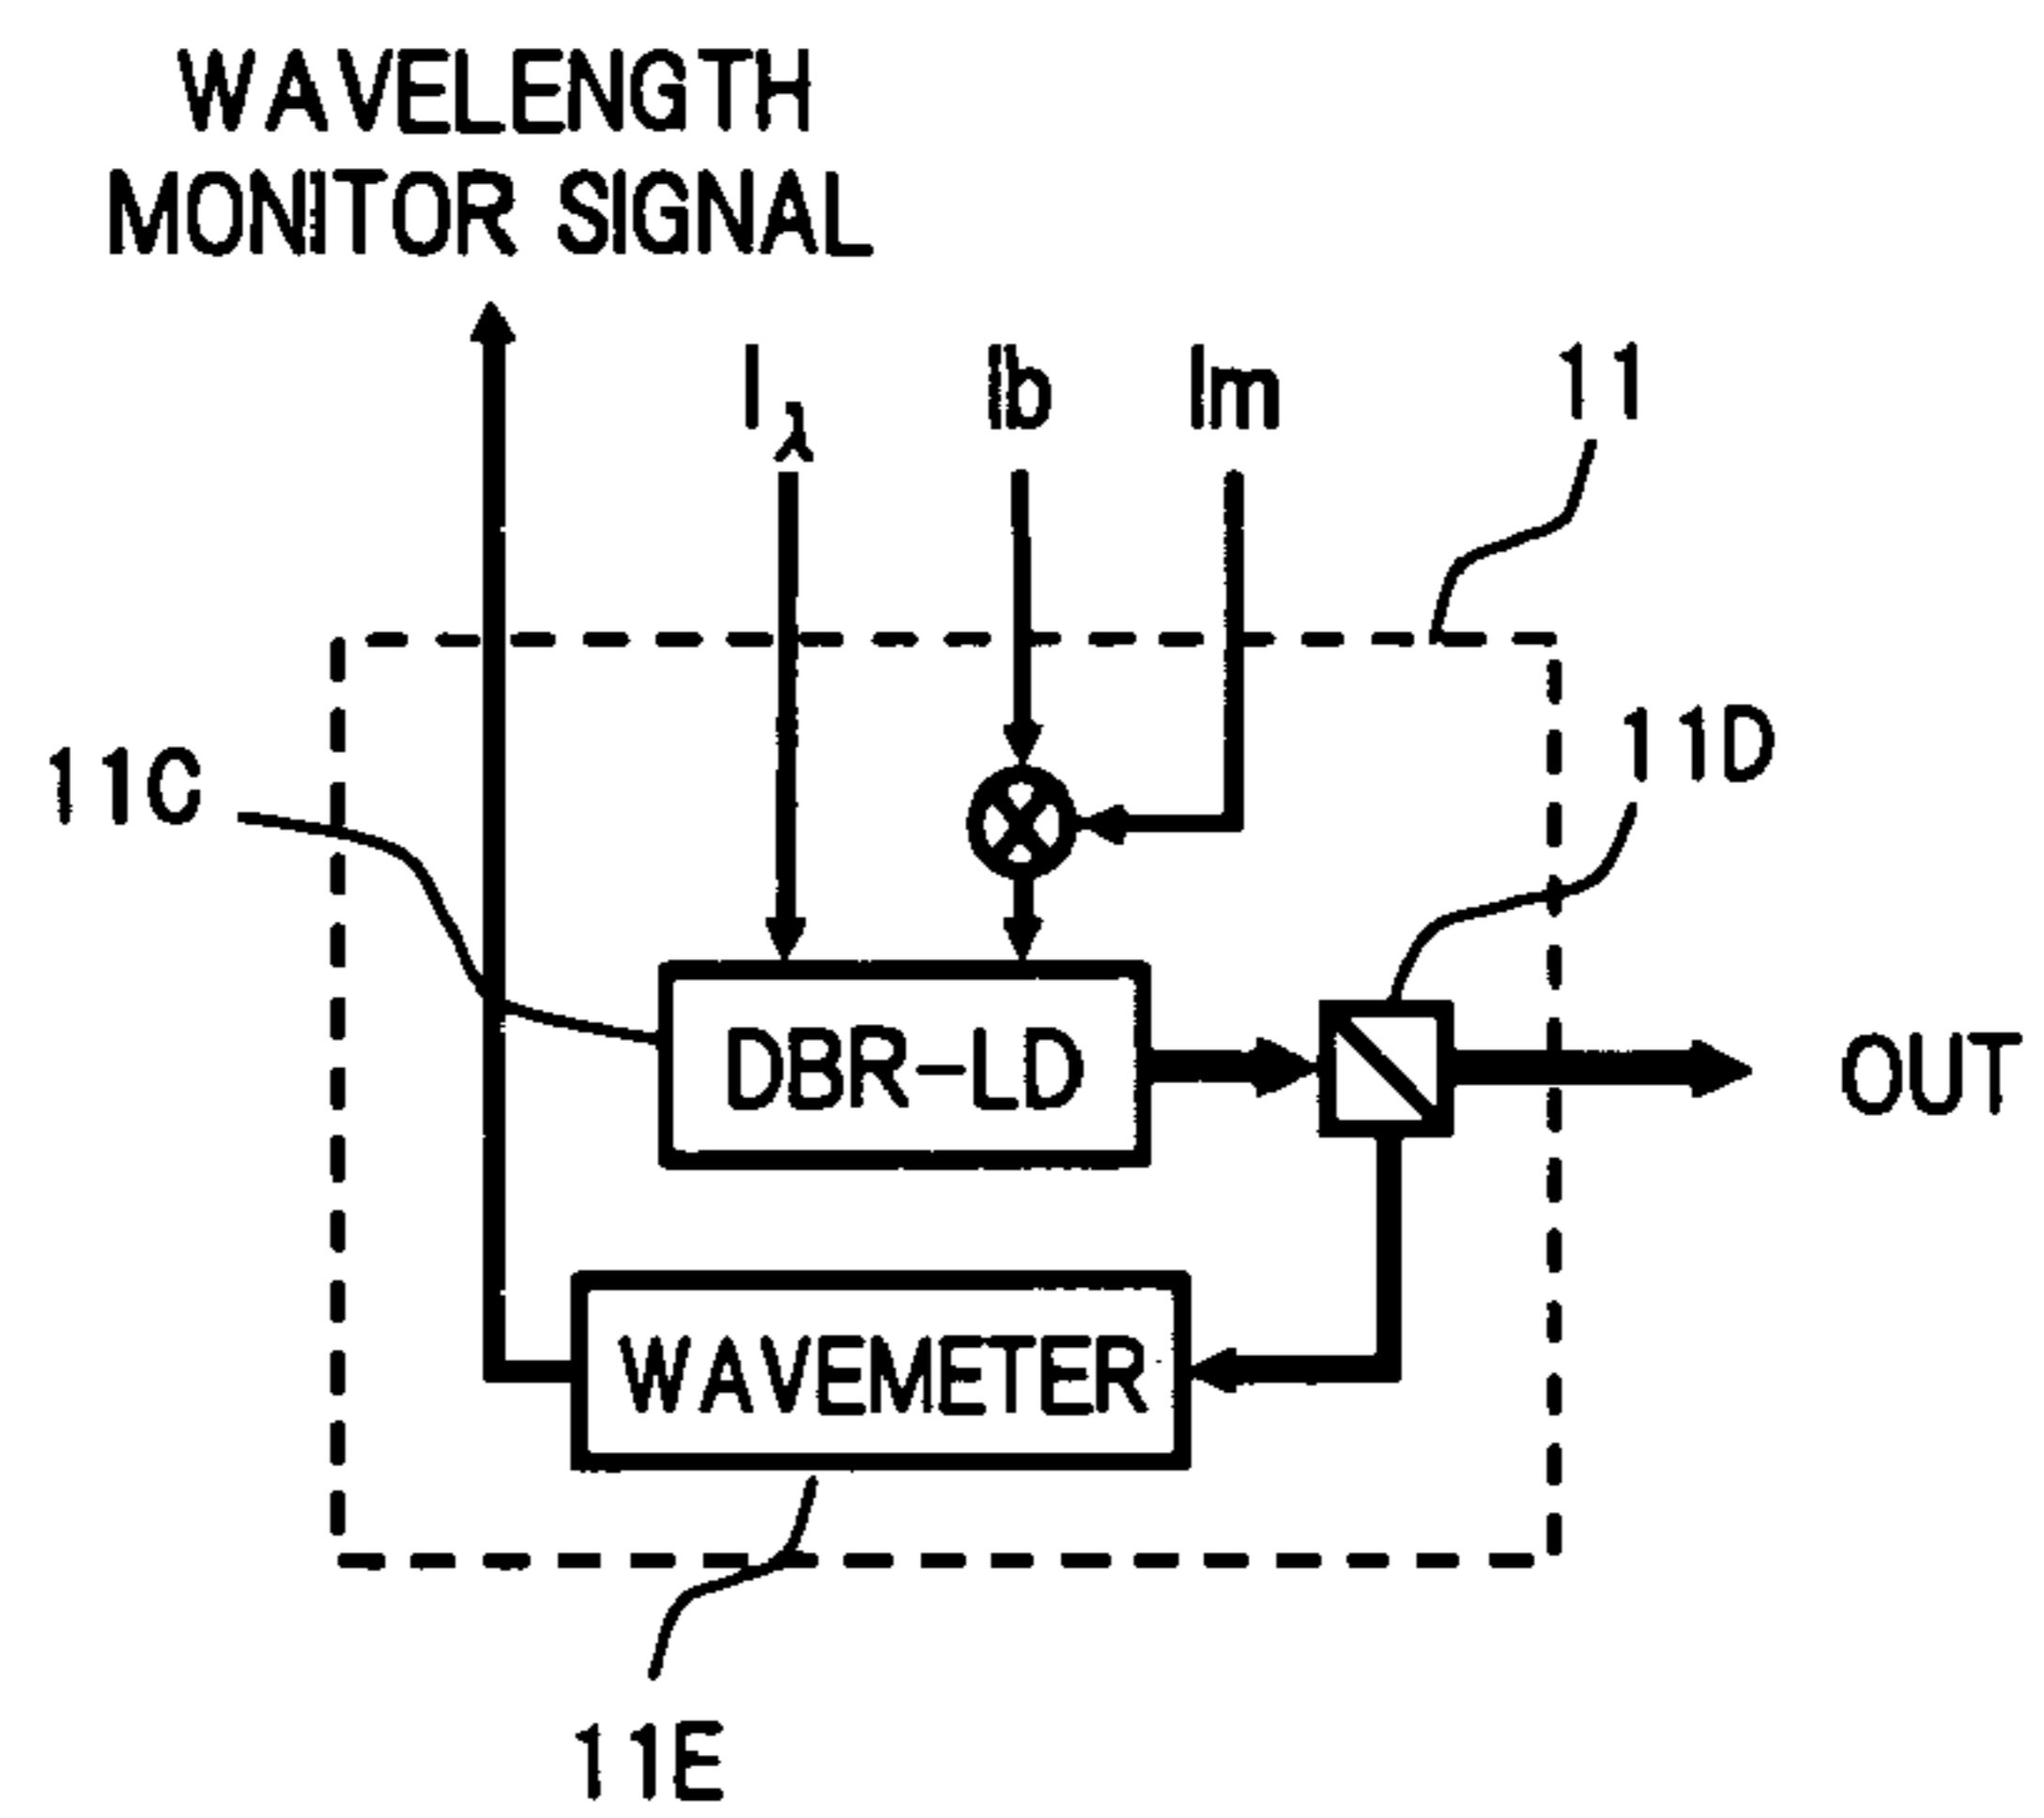 WAVELENGTH
MONITOR SIGNAL
Iλ Ib Im 11
11C 11D
DBR-LD OUT
WAVEMETER
11E